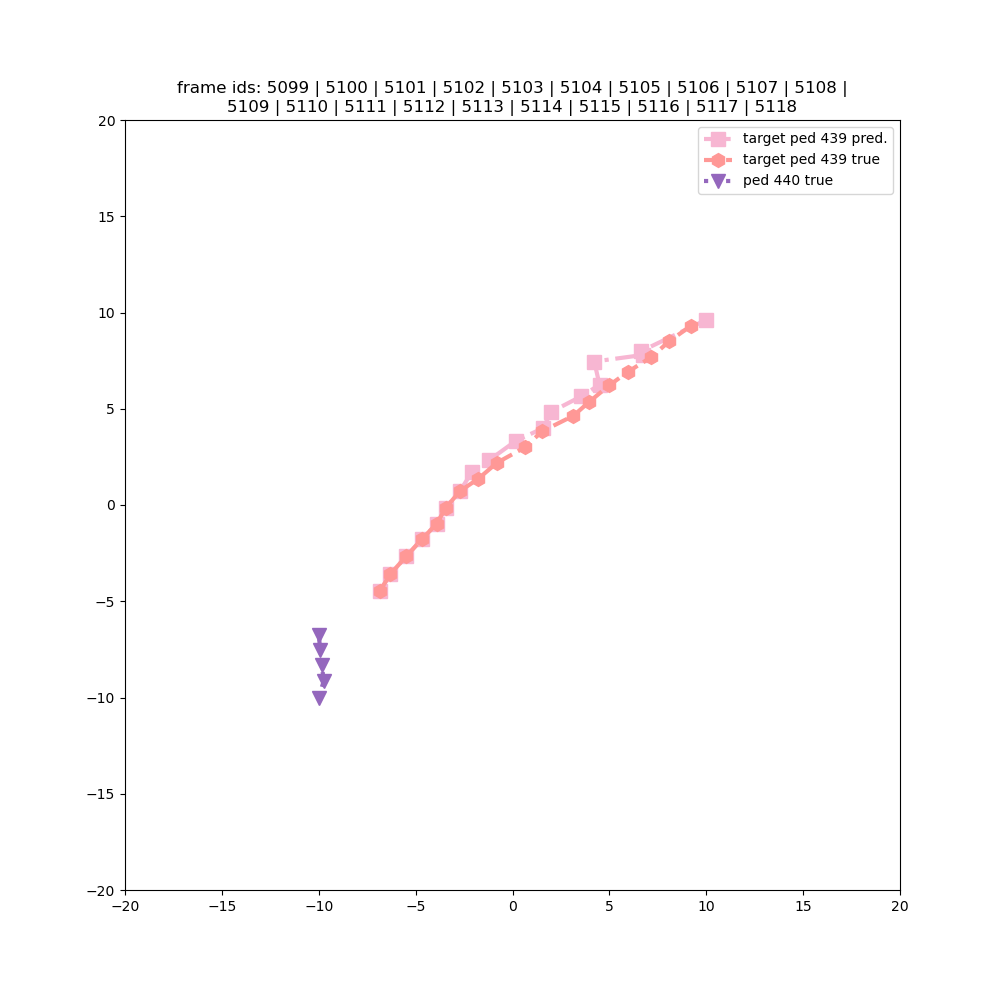 frame ids: 5099 | 5100 | 5101 | 5102 | 5103 | 5104 | 5105 | 5106 | 5107 | 5108 |
5109 | 5110 | 5111 | 5112 | 5113 | 5114 | 5115 | 5116 | 5117 | 5118
target ped 439 pred.
target ped 439 true
ped 440 true
20
15
10
5
0
−5
−10
−15
−20
−20 −15 −10 −5 0 5 10 15 20